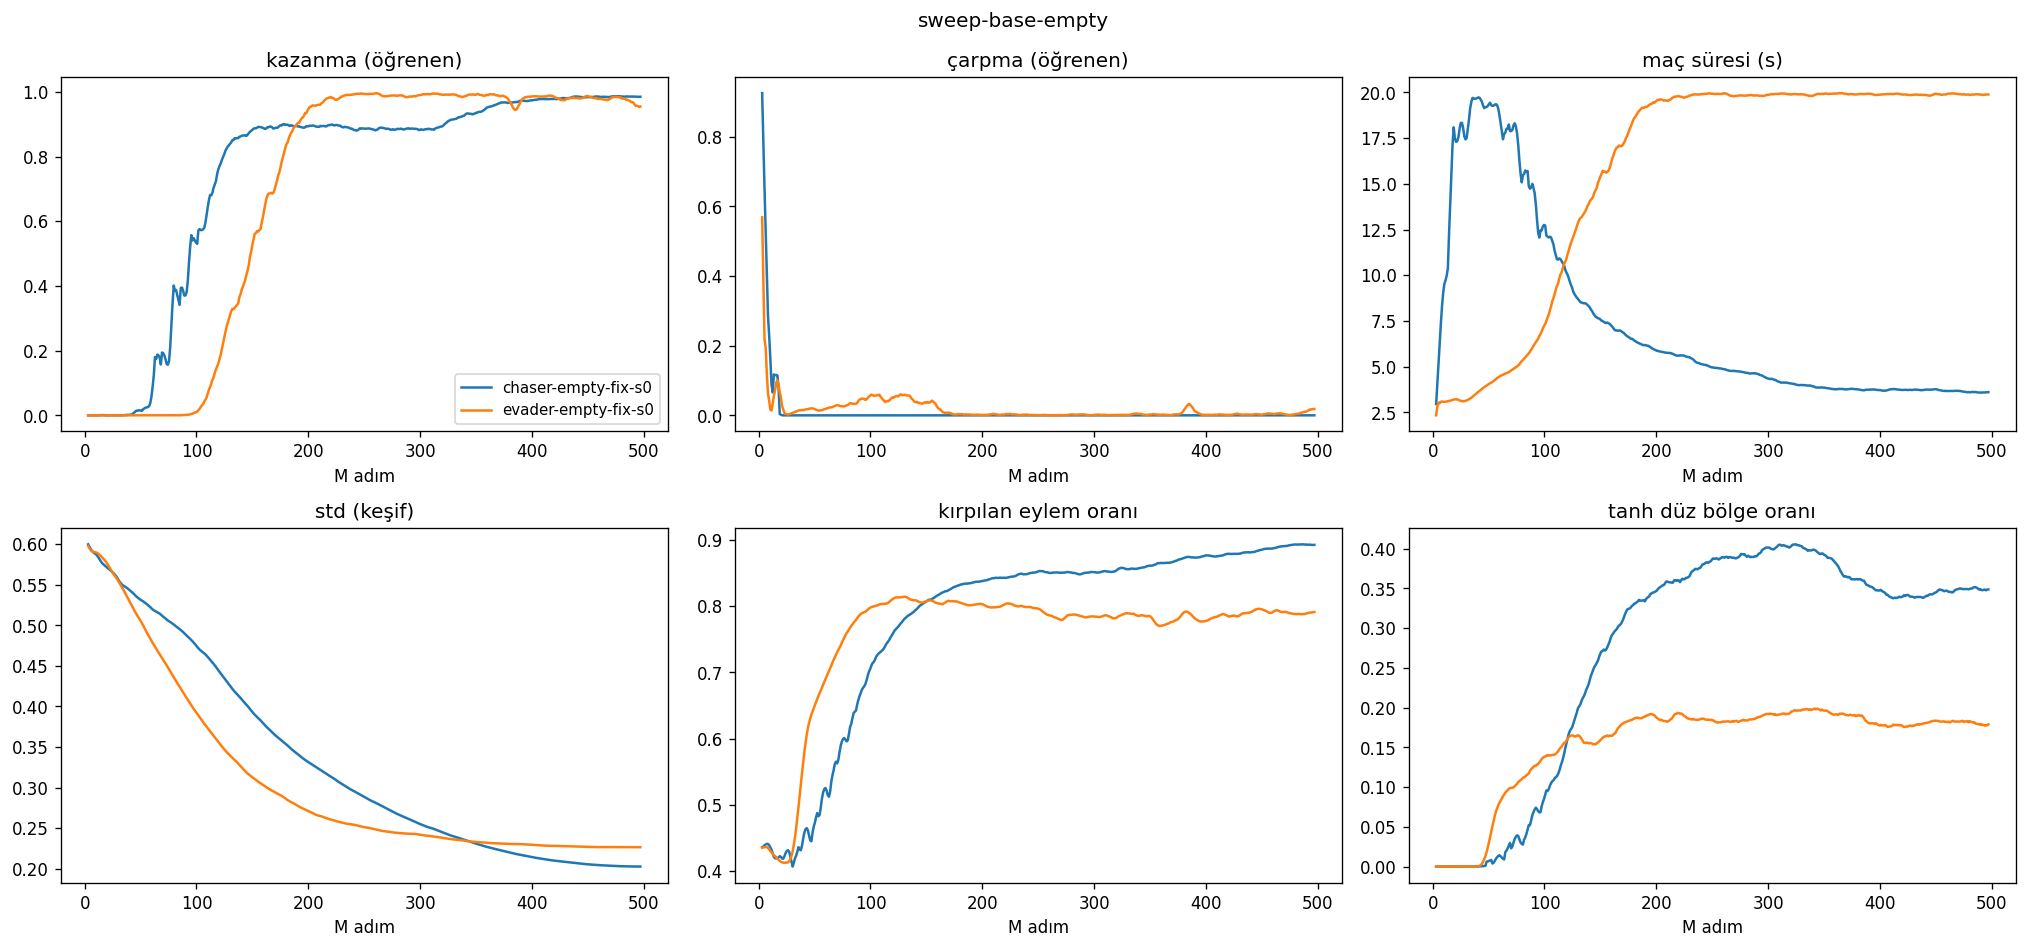 sweep-base-empty
kazanma (öğrenen)
1.0
0.8
0.6
0.4
0.2
0.0
0 100 200 300 400 500
M adım
chaser-empty-fix-s0
evader-empty-fix-s0
çarpma (öğrenen)
0.8
0.6
0.4
0.2
0.0
0 100 200 300 400 500
M adım
maç süresi (s)
20.0
17.5
15.0
12.5
10.0
7.5
5.0
2.5
0 100 200 300 400 500
M adım
std (keşif)
0.60
0.55
0.50
0.45
0.40
0.35
0.30
0.25
0.20
0 100 200 300 400 500
M adım
kırpılan eylem oranı
0.9
0.8
0.7
0.6
0.5
0.4
0 100 200 300 400 500
M adım
tanh düz bölge oranı
0.40
0.35
0.30
0.25
0.20
0.15
0.10
0.05
0.00
0 100 200 300 400 500
M adım